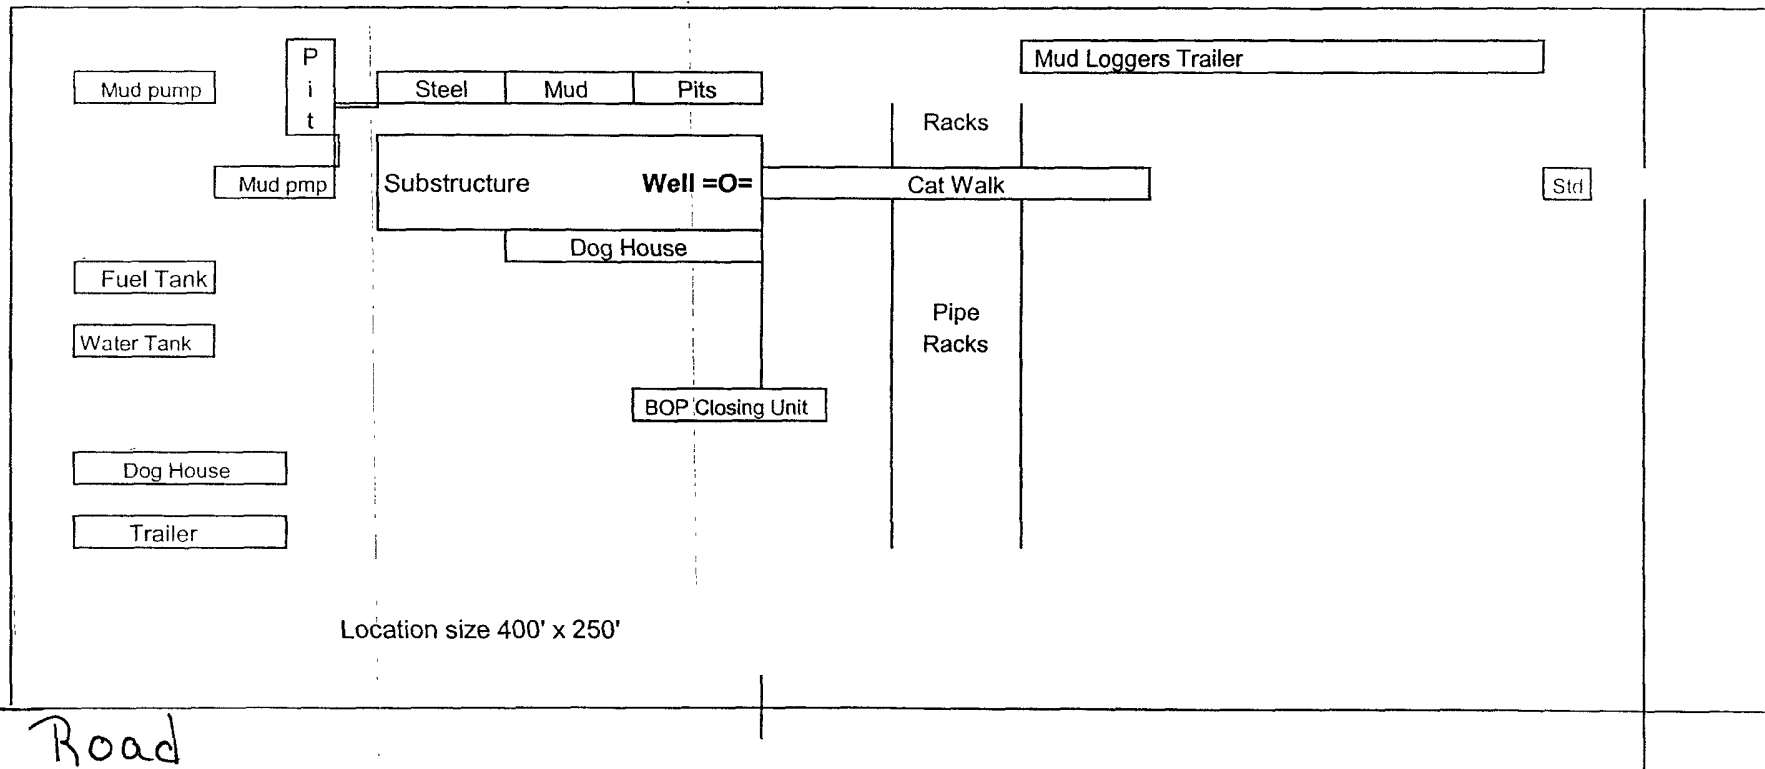 Mud Loggers Trailer
P
i
t
Mud pump
Steel Mud Pits
Racks
Mud pmp
Substructure Well =O=
Cat Walk
Std
Dog House
Fuel Tank
Pipe
Racks
Water Tank
BOP Closing Unit
Dog House
Trailer
Location size 400' x 250'
Road